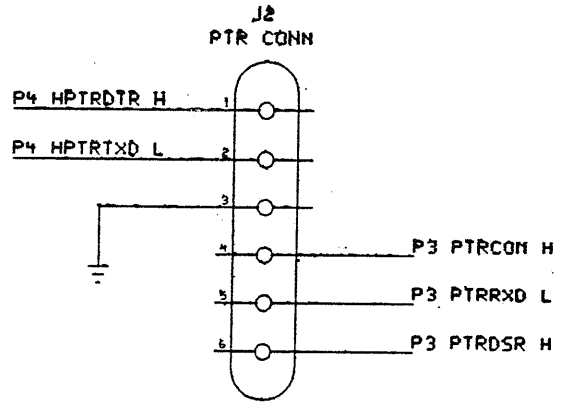 J2
PTR CONN
P4 HPTRDTR H
1
P4 HPTRTXD L
2
3
4
P3 PTRCON H
5
P3 PTRRXD L
6
P3 PTRDSR H